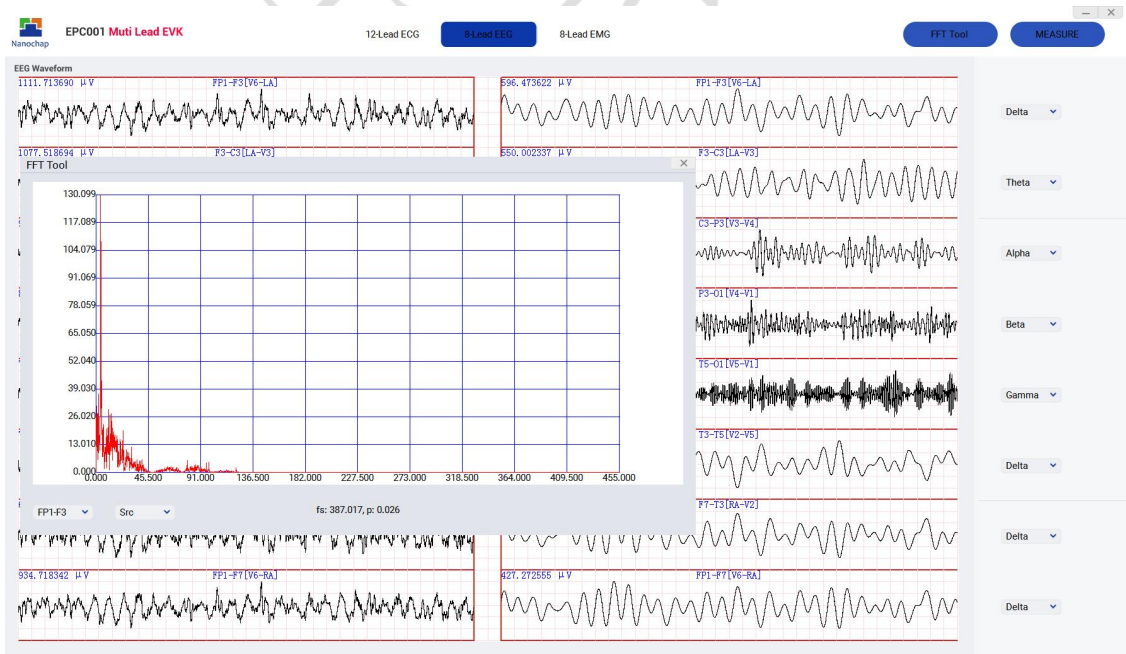 Nanochap
EPC001 Muti Lead EVK
12-Lead ECG
8-Lead EEG
8-Lead EMG
FFT Tool
MEASURE
EEG Waveform
1111.713690 μV
FP1-F3[V6-LA]
596.473622 μV
FP1-F3[V6-LA]
Delta
1077.518694 μV
F3-C3[LA-V3]
550.002337 μV
F3-C3[LA-V3]
Theta
FFT Tool
130.099
117.089
104.079
91.069
78.059
65.050
52.040
39.030
26.020
13.010
0.000
0.000
45.500
91.000
136.500
182.000
227.500
273.000
318.500
364.000
409.500
455.000
FP1-F3
Src
fs: 387.017, p: 0.026
C3-P3[V3-V4]
Alpha
P3-O1[V4-V1]
Beta
T5-O1[V5-V1]
Gamma
T3-T5[V2-V5]
Delta
F7-T3[RA-V2]
Delta
934.718342 μV
FP1-F7[V6-RA]
427.272555 μV
FP1-F7[V6-RA]
Delta